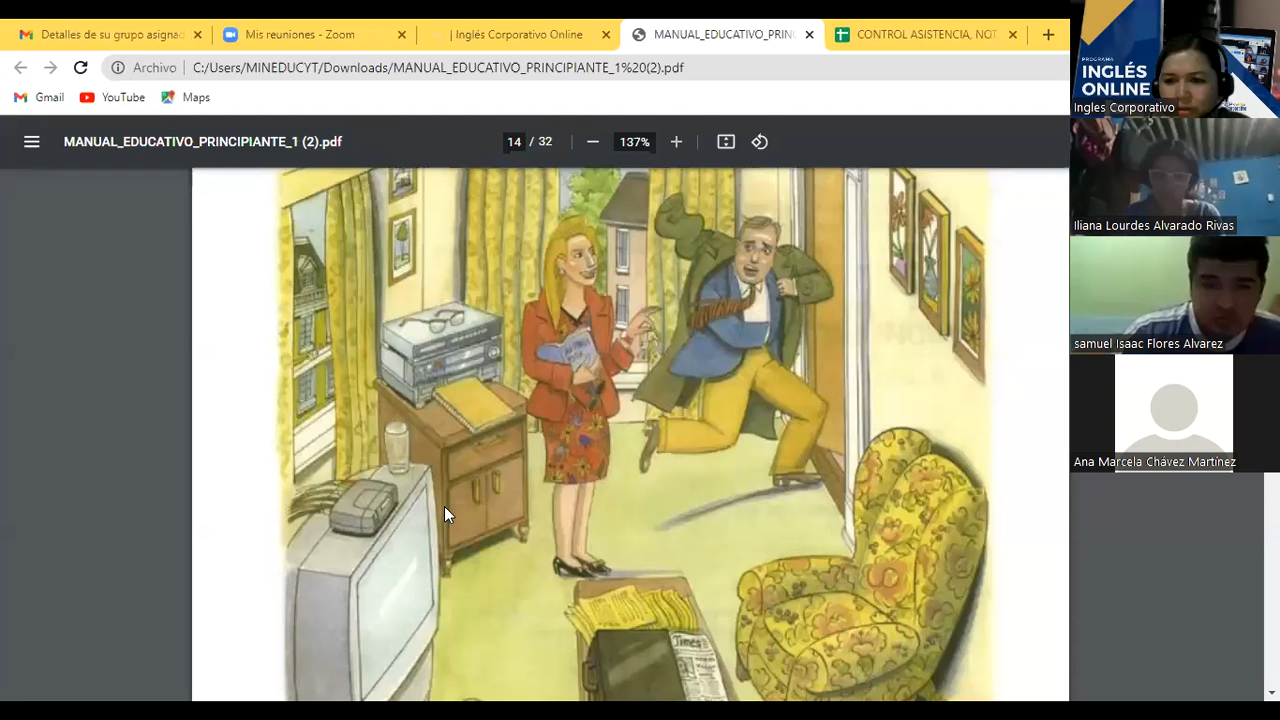 Detalles de su grupo asignad
Mis reuniones - Zoom
| Inglés Corporativo Online
MANUAL_EDUCATIVO_PRINC
CONTROL ASISTENCIA, NOT
Archivo
C:/Users/MINEDUCYT/Downloads/MANUAL_EDUCATIVO_PRINCIPIANTE_1%20(2).pdf
Gmail
YouTube
Maps
MANUAL_EDUCATIVO_PRINCIPIANTE_1 (2).pdf
14 / 32
137%
Times
PROGRAMA
INGLÉS
ONLINE
Ingles Corporativo
Iliana Lourdes Alvarado Rivas
samuel Isaac Flores Alvarez
Ana Marcela Chávez Martínez